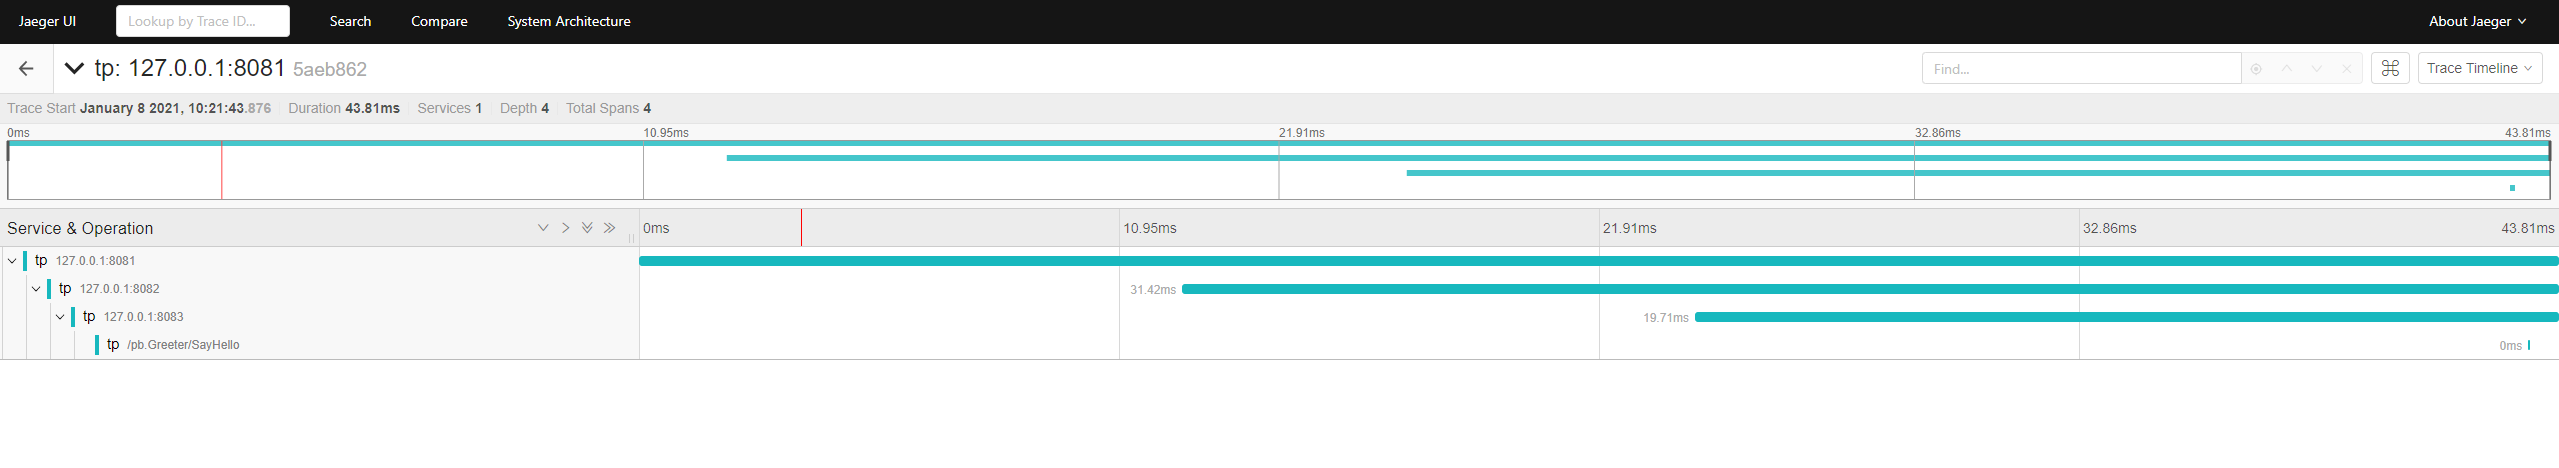 Jaeger UI Lookup by Trace ID... Search Compare System Architecture About Jaeger
tp: 127.0.0.1:8081 5aeb862 Find... Trace Timeline
Trace Start January 8 2021, 10:21:43.876 Duration 43.81ms Services 1 Depth 4 Total Spans 4
0ms 10.95ms 21.91ms 32.86ms 43.81ms
Service & Operation 0ms 10.95ms 21.91ms 32.86ms 43.81ms
tp 127.0.0.1:8081
tp 127.0.0.1:8082 31.42ms
tp 127.0.0.1:8083 19.71ms
tp /pb.Greeter/SayHello 0ms